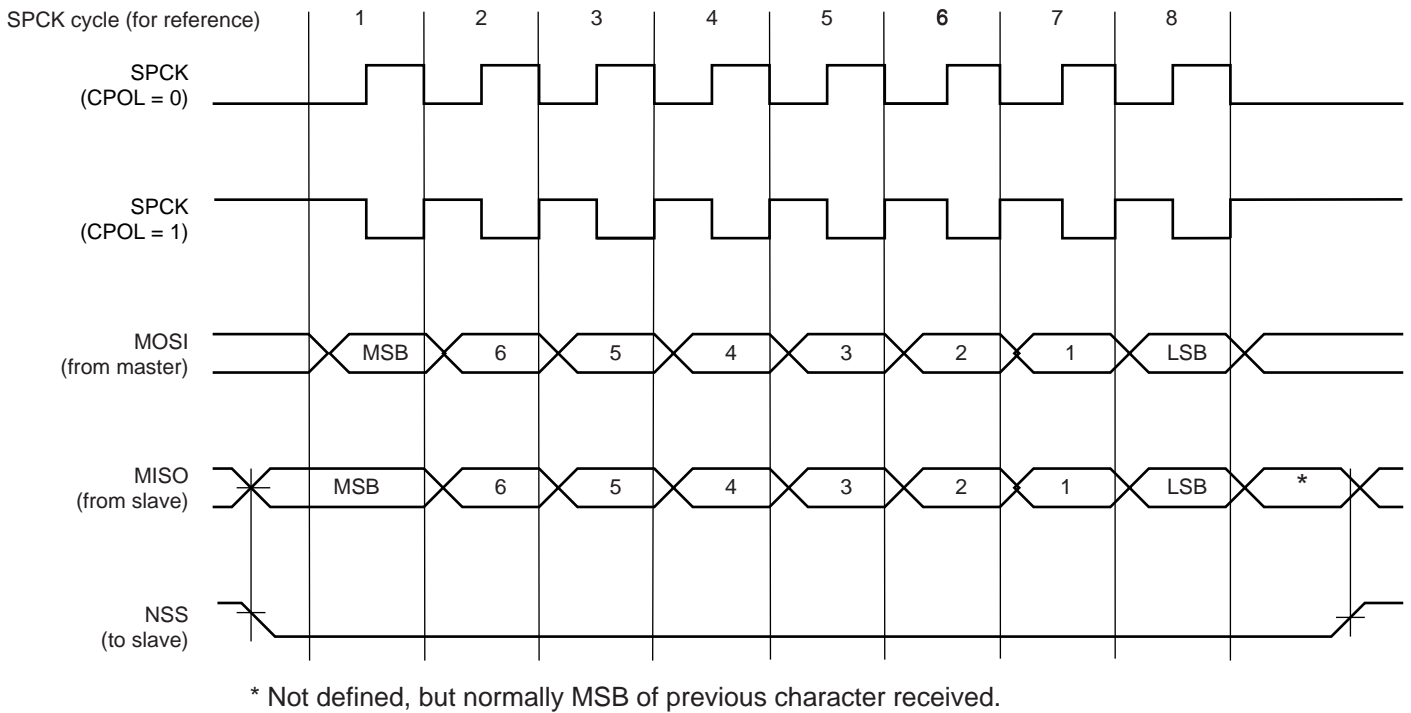 SPCK cycle (for reference) 1 2 3 4 5 6 7 8
SPCK
(CPOL = 0)
SPCK
(CPOL = 1)
MOSI
(from master)
MSB 6 5 4 3 2 1 LSB
MISO
(from slave)
MSB 6 5 4 3 2 1 LSB *
NSS
(to slave)
* Not defined, but normally MSB of previous character received.